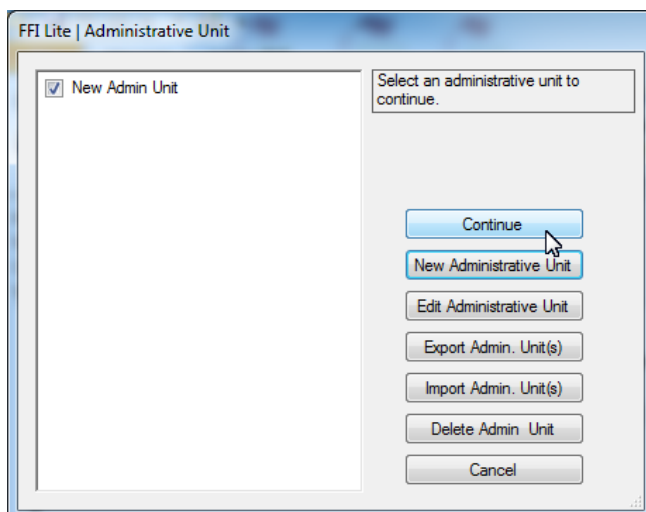 FFI Lite | Administrative Unit
New Admin Unit
Select an administrative unit to
continue.
Continue
New Administrative Unit
Edit Administrative Unit
Export Admin. Unit(s)
Import Admin. Unit(s)
Delete Admin  Unit
Cancel